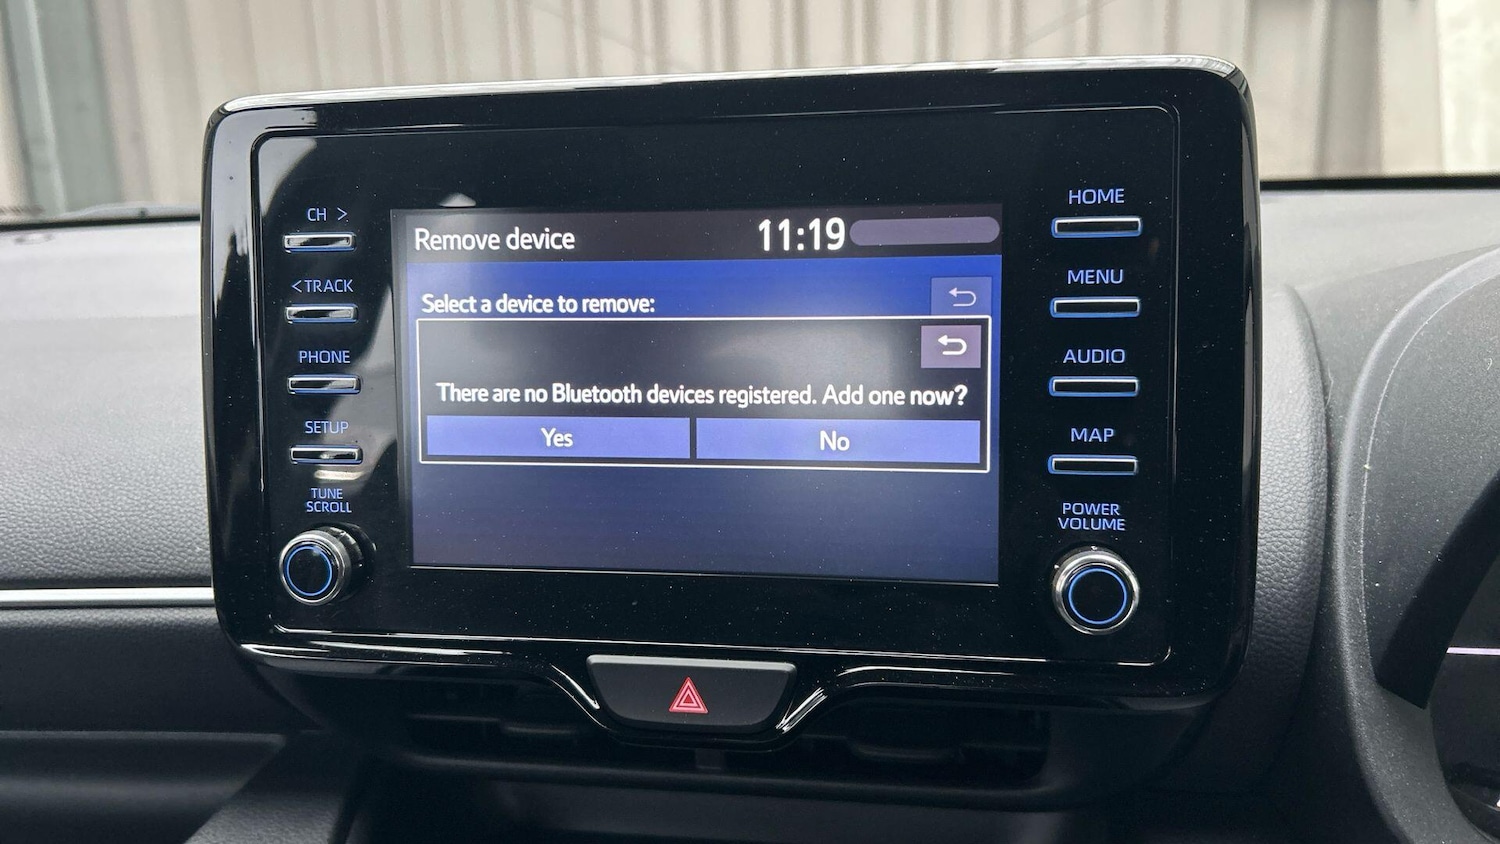 CH >
<TRACK
PHONE
SETUP
TUNE
SCROLL
Remove device
11:19
Select a device to remove:
There are no Bluetooth devices registered. Add one now?
Yes
No
HOME
MENU
AUDIO
MAP
POWER
VOLUME